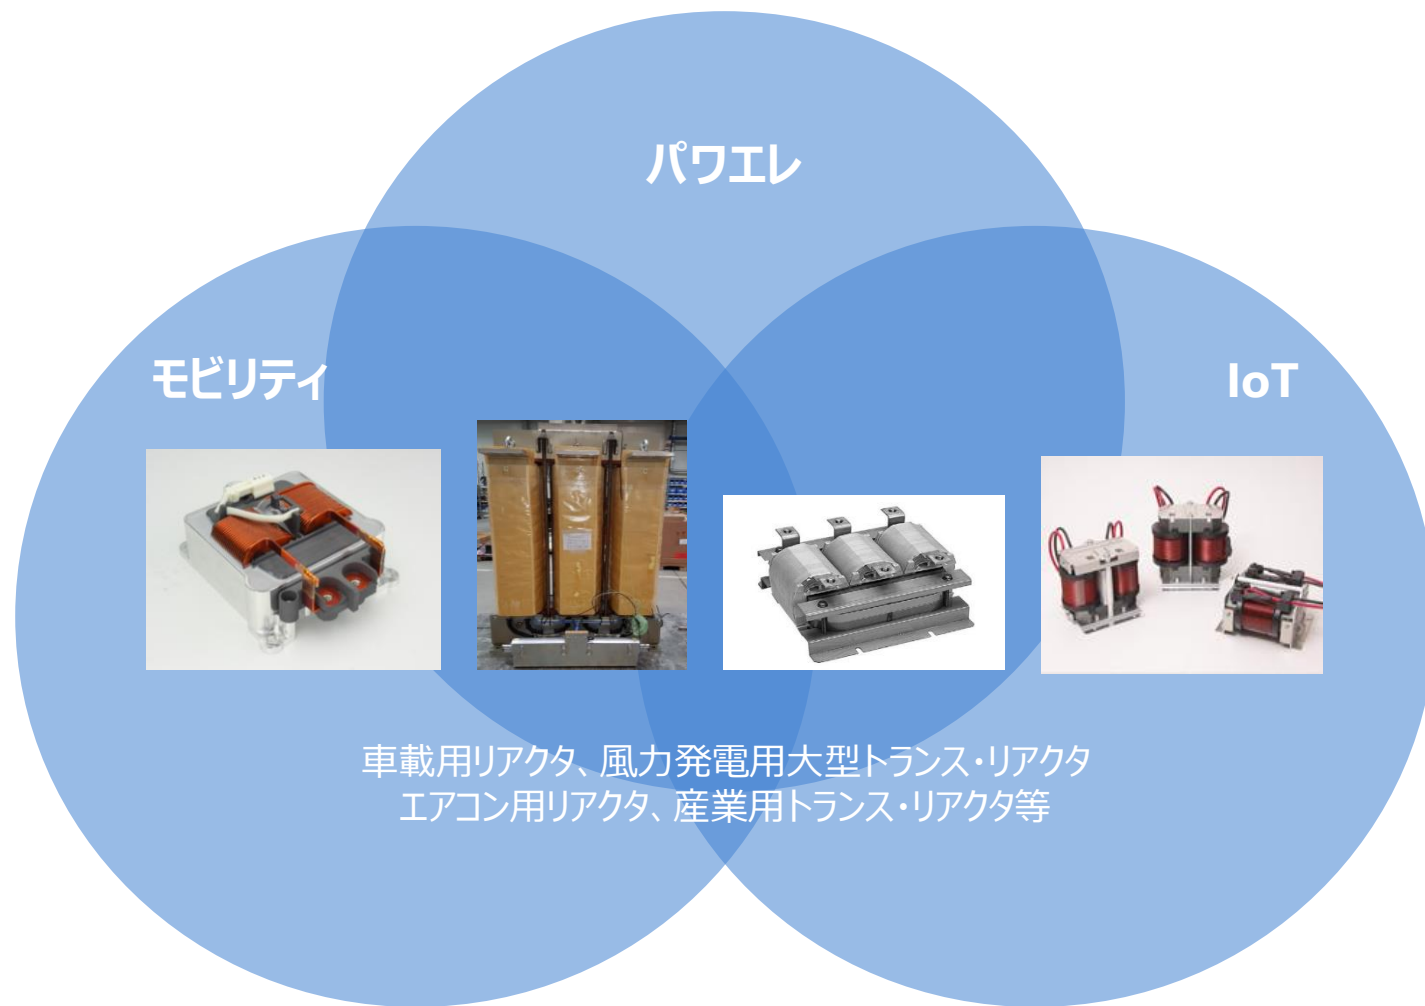 パワエレ
モビリティ
IoT
車載用リアクタ、風力発電用大型トランス・リアクタ
エアコン用リアクタ、産業用トランス・リアクタ等